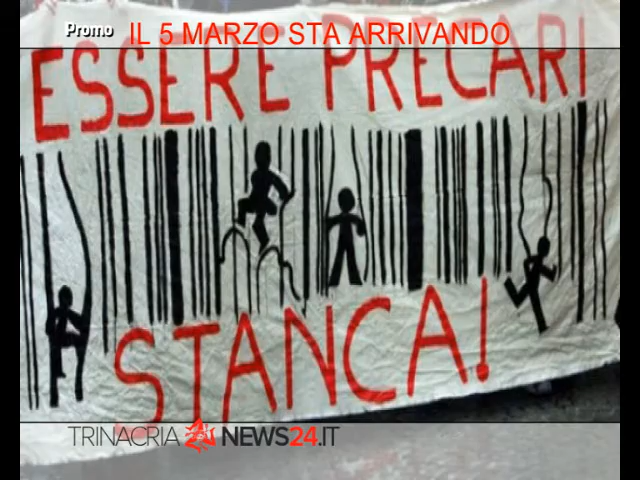 Promo
IL 5 MARZO STA ARRIVANDO
ESSERE PRECARI
STANCA!
TRINACRIA NEWS24.IT